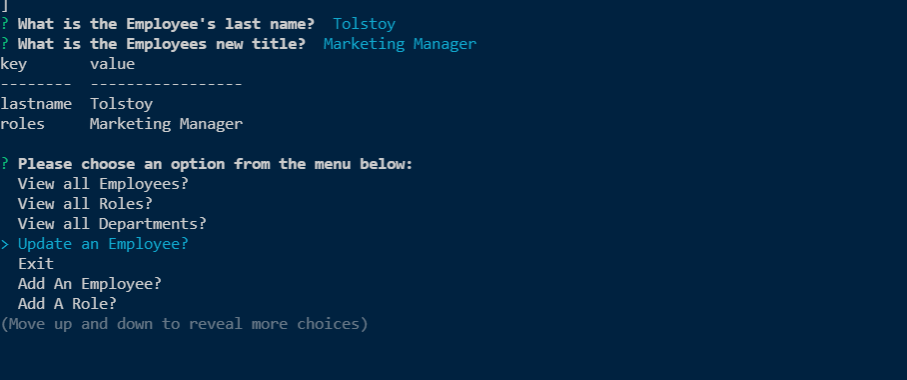 ]
? What is the Employee's last name?  Tolstoy
? What is the Employees new title?  Marketing Manager
key       value
--------  -----------------
lastname  Tolstoy
roles     Marketing Manager
? Please choose an option from the menu below:
  View all Employees?
  View all Roles?
  View all Departments?
> Update an Employee?
  Exit
  Add An Employee?
  Add A Role?
(Move up and down to reveal more choices)